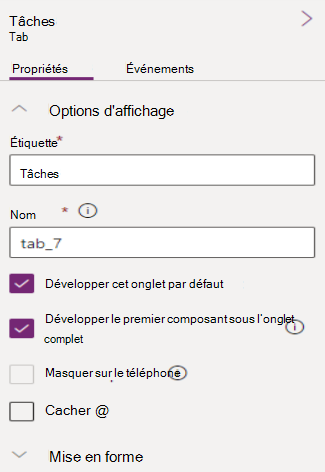 Tâches
Tab
Propriétés Événements
Options d'affichage
Étiquette*
Tâches
Nom *
tab_7
Développer cet onglet par défaut
Développer le premier composant sous l'onglet
complet
Masquer sur le téléphone
Cacher @
Mise en forme